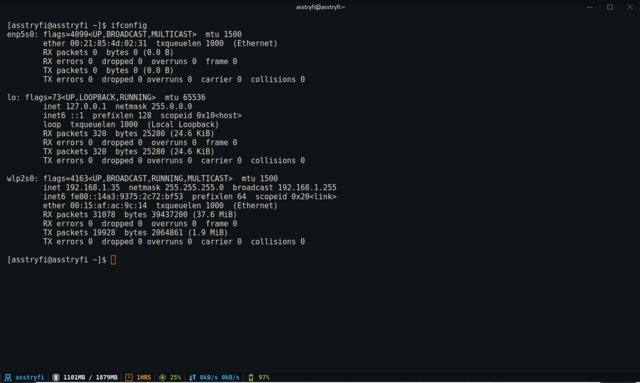 asstryfi@asstryfi:~
[asstryfi@asstryfi ~]$ ifconfig
enp5s0: flags=4099<UP,BROADCAST,MULTICAST>  mtu 1500
        ether 00:21:85:4d:02:31  txqueuelen 1000  (Ethernet)
        RX packets 0  bytes 0 (0.0 B)
        RX errors 0  dropped 0  overruns 0  frame 0
        TX packets 0  bytes 0 (0.0 B)
        TX errors 0  dropped 0 overruns 0  carrier 0  collisions 0
lo: flags=73<UP,LOOPBACK,RUNNING>  mtu 65536
        inet 127.0.0.1  netmask 255.0.0.0
        inet6 ::1  prefixlen 128  scopeid 0x10<host>
        loop  txqueuelen 1000  (Local Loopback)
        RX packets 320  bytes 25280 (24.6 KiB)
        RX errors 0  dropped 0  overruns 0  frame 0
        TX packets 320  bytes 25280 (24.6 KiB)
        TX errors 0  dropped 0 overruns 0  carrier 0  collisions 0
wlp2s0: flags=4163<UP,BROADCAST,RUNNING,MULTICAST>  mtu 1500
        inet 192.168.1.35  netmask 255.255.255.0  broadcast 192.168.1.255
        inet6 fe80::14a3:9375:2c72:bf53  prefixlen 64  scopeid 0x20<link>
        ether 00:15:af:ac:9c:14  txqueuelen 1000  (Ethernet)
        RX packets 31078  bytes 39437200 (37.6 MiB)
        RX errors 0  dropped 0  overruns 0  frame 0
        TX packets 19928  bytes 2064861 (1.9 MiB)
        TX errors 0  dropped 0 overruns 0  carrier 0  collisions 0
[asstryfi@asstryfi ~]$
asstryfi 1101MB / 1879MB 1HRS 25% 0kB/s 0kB/s 97%